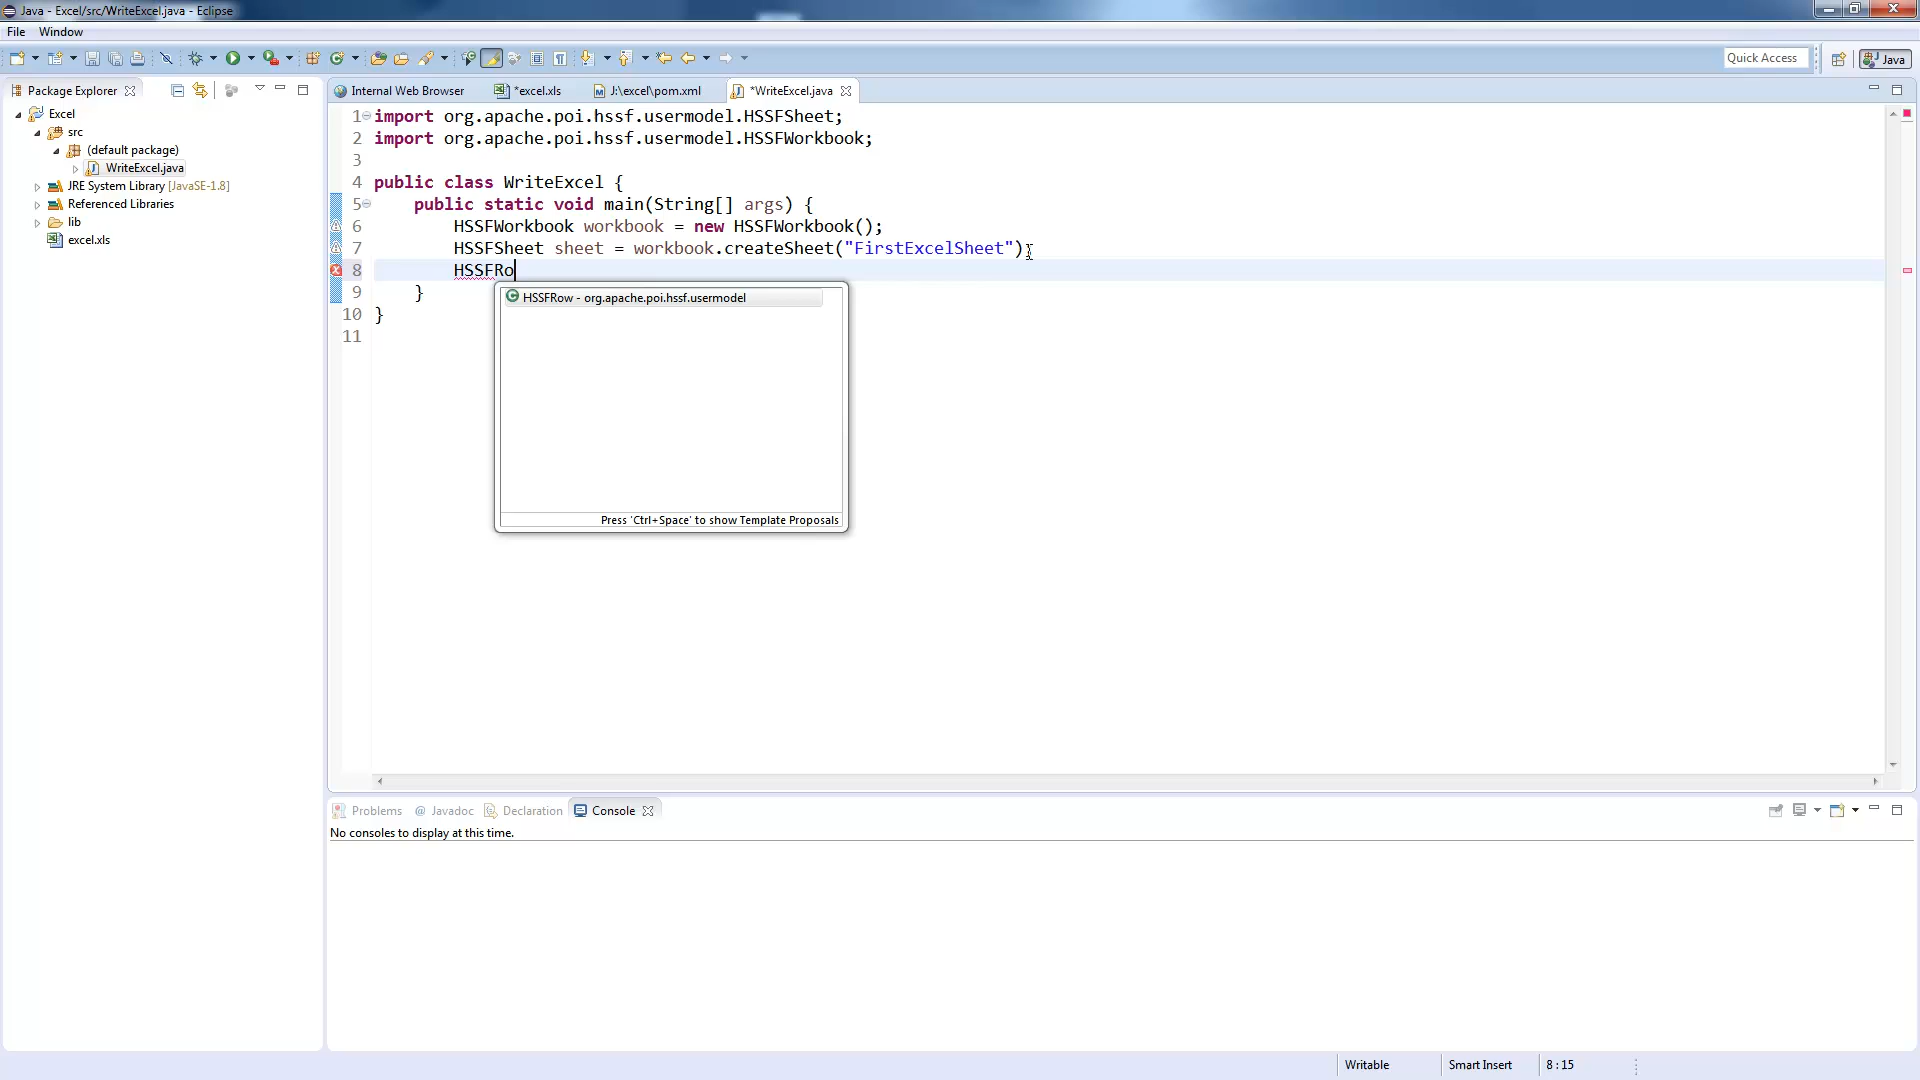 Java - Excel/src/WriteExcel.java - Eclipse
File Window
Quick Access Java
Package Explorer
Internal Web Browser *excel.xls J:\excel\pom.xml *WriteExcel.java
Excel
src
(default package)
WriteExcel.java
JRE System Library [JavaSE-1.8]
Referenced Libraries
lib
excel.xls
1 import org.apache.poi.hssf.usermodel.HSSFSheet;
2 import org.apache.poi.hssf.usermodel.HSSFWorkbook;
3
4 public class WriteExcel {
5 public static void main(String[] args) {
6 HSSFWorkbook workbook = new HSSFWorkbook();
7 HSSFSheet sheet = workbook.createSheet("FirstExcelSheet");
8 HSSFRo
9 }
10 }
11
HSSFRow - org.apache.poi.hssf.usermodel
Press 'Ctrl+Space' to show Template Proposals
Problems @ Javadoc Declaration Console
No consoles to display at this time.
Writable Smart Insert 8 : 15